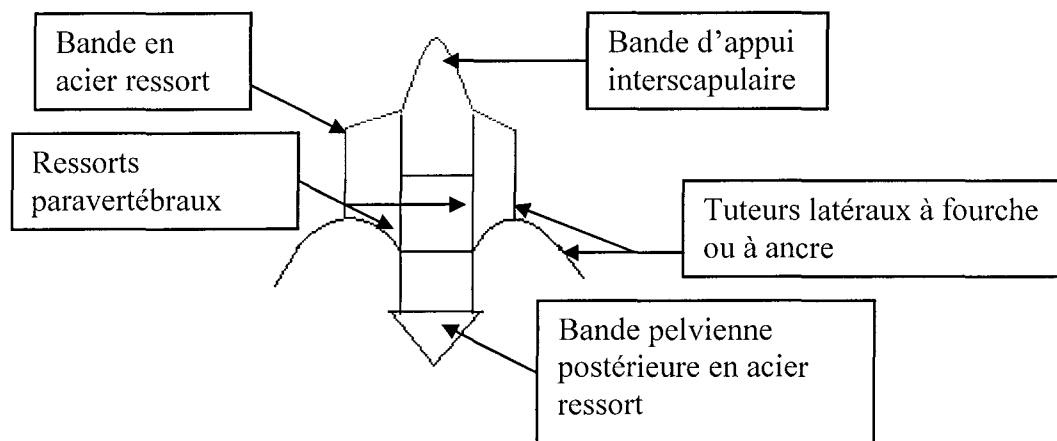 Bande en
acier ressort
Bande d’appui
interscapulaire
Ressorts
paravertébraux
Tuteurs latéraux à fourche
ou à ancre
Bande pelvienne
postérieure en acier
ressort